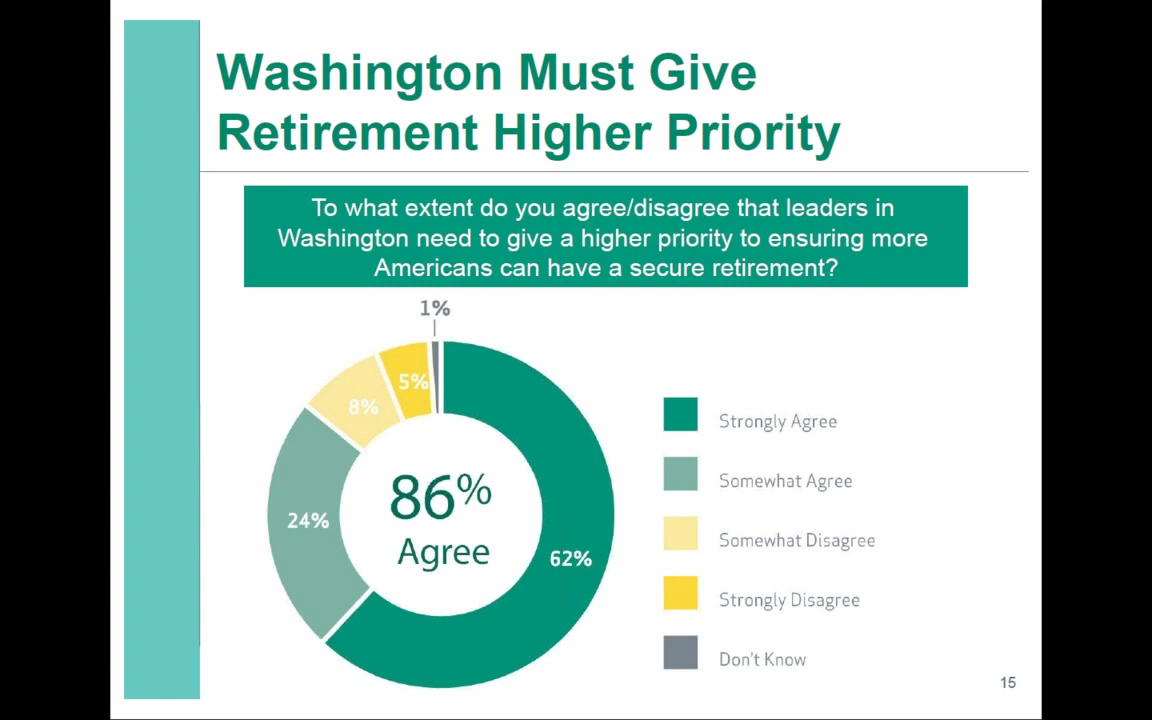 Washington Must Give
Retirement Higher Priority
To what extent do you agree/disagree that leaders in
Washington need to give a higher priority to ensuring more
Americans can have a secure retirement?
1%
5%
8%
24%
62%
86%
Agree
Strongly Agree
Somewhat Agree
Somewhat Disagree
Strongly Disagree
Don't Know
15